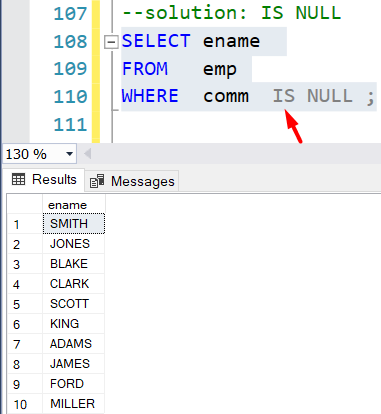 107 --solution: IS NULL
108 SELECT ename
109 FROM emp
110 WHERE comm IS NULL ;
111
130 %
Results Messages
ename
1 SMITH
2 JONES
3 BLAKE
4 CLARK
5 SCOTT
6 KING
7 ADAMS
8 JAMES
9 FORD
10 MILLER